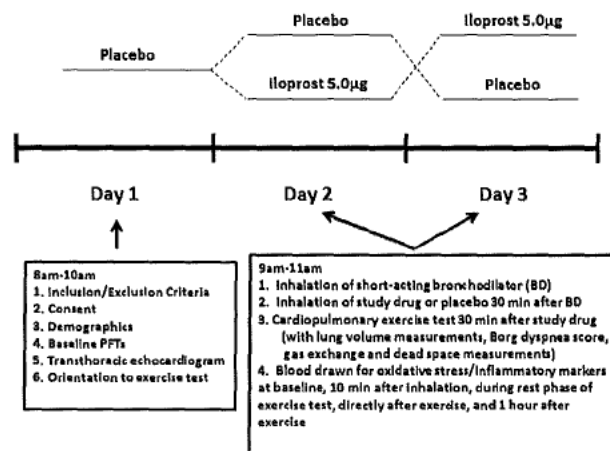 Placebo
Placebo
Iloprost 5.0µg
Iloprost 5.0µg
Placebo
Day 1
Day 2
Day 3
8am-10am
1. Inclusion/Exclusion Criteria
2. Consent
3. Demographics
4. Baseline PFTs
5. Transthoracic echocardiogram
6. Orientation to exercise test
9am-11am
1. Inhalation of short-acting bronchodilator (BD)
2. Inhalation of study drug or placebo 30 min after BD
3. Cardiopulmonary exercise test 30 min after study drug
(with lung volume measurements, Borg dyspnea score,
gas exchange and dead space measurements)
4. Blood drawn for oxidative stress/inflammatory markers
at baseline, 10 min after inhalation, during rest phase of
exercise test, directly after exercise, and 1 hour after
exercise